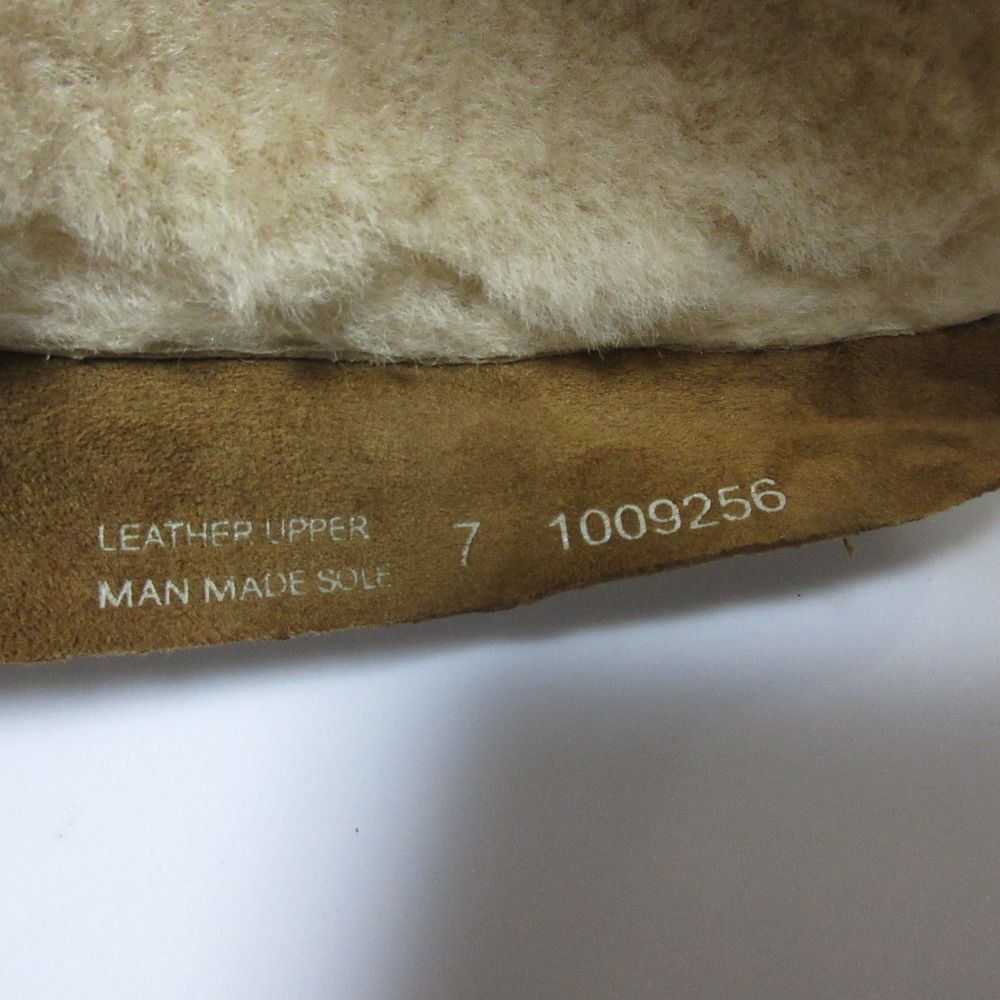 LEATHER UPPER 7 1009256
MAN MADE SOLE